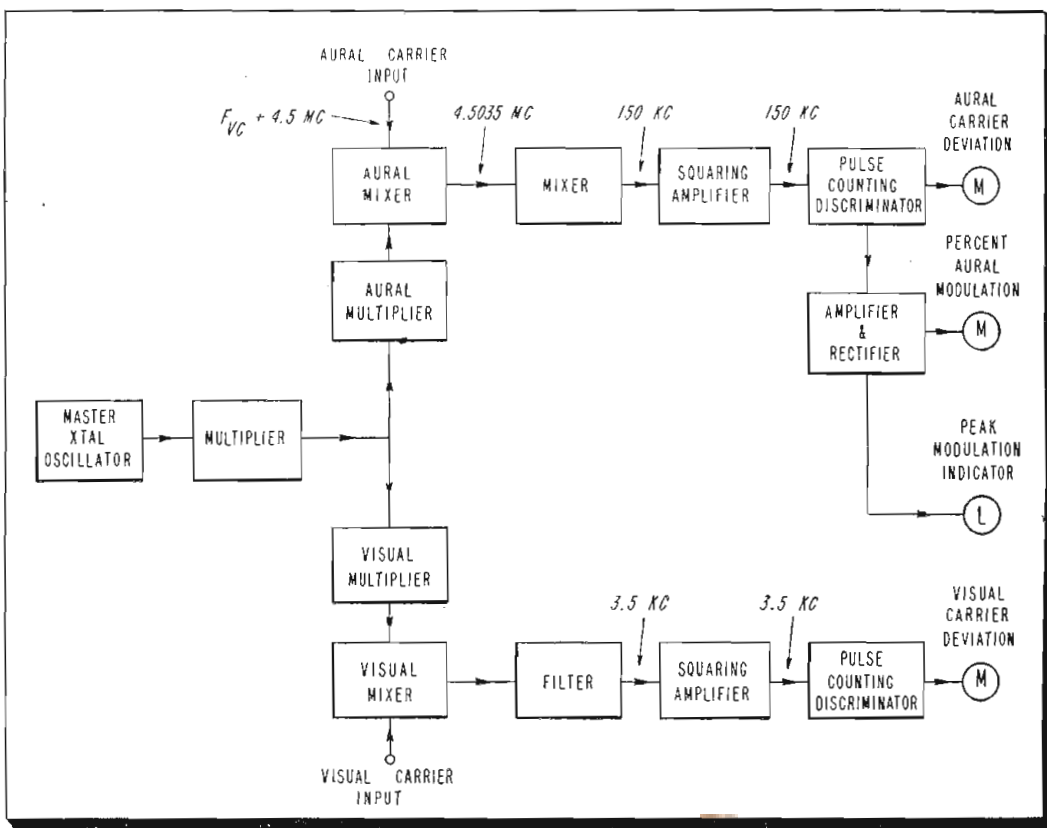 AURAL CARRIER
INPUT
F_VC + 4.5 MC
4.5035 MC
150 KC
150 KC
AURAL
CARRIER
DEVIATION
AURAL
MIXER
MIXER
SQUARING
AMPLIFIER
PULSE
COUNTING
DISCRIMINATOR
M
PERCENT
AURAL
MODULATION
AURAL
MULTIPLIER
AMPLIFIER
&
RECTIFIER
M
MASTER
XTAL
OSCILLATOR
MULTIPLIER
PEAK
MODULATION
INDICATOR
L
VISUAL
MULTIPLIER
3.5 KC
3.5 KC
VISUAL
CARRIER
DEVIATION
VISUAL
MIXER
FILTER
SQUARING
AMPLIFIER
PULSE
COUNTING
DISCRIMINATOR
M
VISUAL CARRIER
INPUT